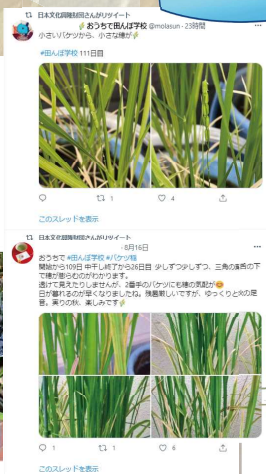 日本文化国際財団さんがリツイート
おうちで田んぼ学校 @molasun・23時間
小さいバケツから、小さな穂が
#田んぼ学校 111日目
1
4
このスレッドを表示
日本文化国際財団さんがリツイート
・8月16日
おうちで #田んぼ学校 #バケツ稲
開始から109日 中干し終了から26日目 少しずつ少しずつ、三角の
の下
で穂が膨らむのがわかります。
透けて見えたりしませんが、2番手のバケツにも穂の気配が
日が暮れるのが早くなりましたね。残暑厳しいですが、ゆっくりと火の足
音。実りの秋、楽しみです
1
1
6
このスレッドを表示